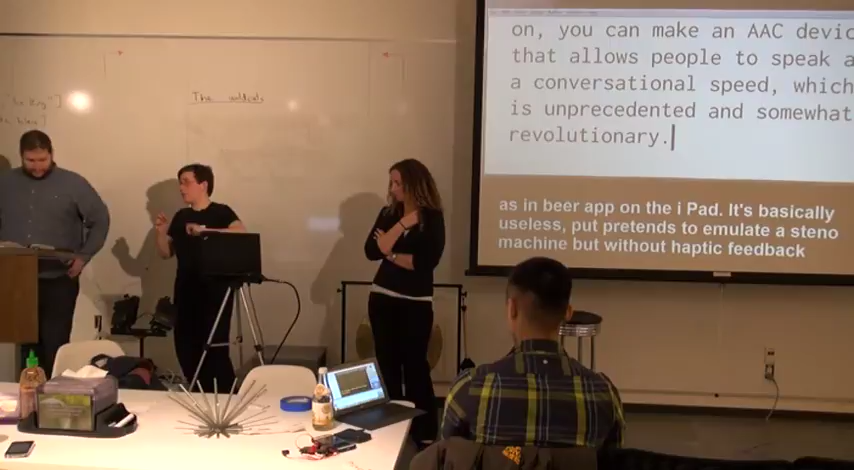 The wildcats
on, you can make an AAC devic
that allows people to speak a
a conversational speed, which
is unprecedented and somewhat
revolutionary.
as in beer app on the i Pad. It's basically
useless, put pretends to emulate a steno
machine but without haptic feedback